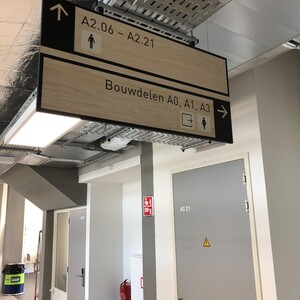 A2.06 – A2.21
Bouwdelen A0, A1, A3
A2.21